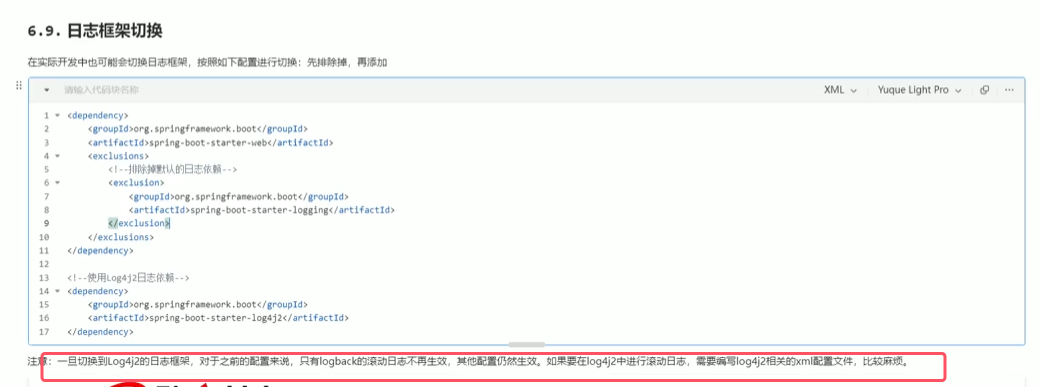 6.9. 日志框架切换
在实际开发中也可能会切换日志框架，按照如下配置进行切换：先排除掉，再添加
请输入代码块名称
XML
Yuque Light Pro
1 <dependency>
2 <groupId>org.springframework.boot</groupId>
3 <artifactId>spring-boot-starter-web</artifactId>
4 <exclusions>
5 <!--排除掉默认的日志依赖-->
6 <exclusion>
7 <groupId>org.springframework.boot</groupId>
8 <artifactId>spring-boot-starter-logging</artifactId>
9 </exclusion>
10 </exclusions>
11 </dependency>
12
13 <!--使用Log4j2日志依赖-->
14 <dependency>
15 <groupId>org.springframework.boot</groupId>
16 <artifactId>spring-boot-starter-log4j2</artifactId>
17 </dependency>
注意：一旦切换到Log4j2的日志框架，对于之前的配置来说，只有logback的滚动日志不再生效，其他配置仍然生效。如果要在log4j2中进行滚动日志，需要编写log4j2相关的xml配置文件，比较麻烦。